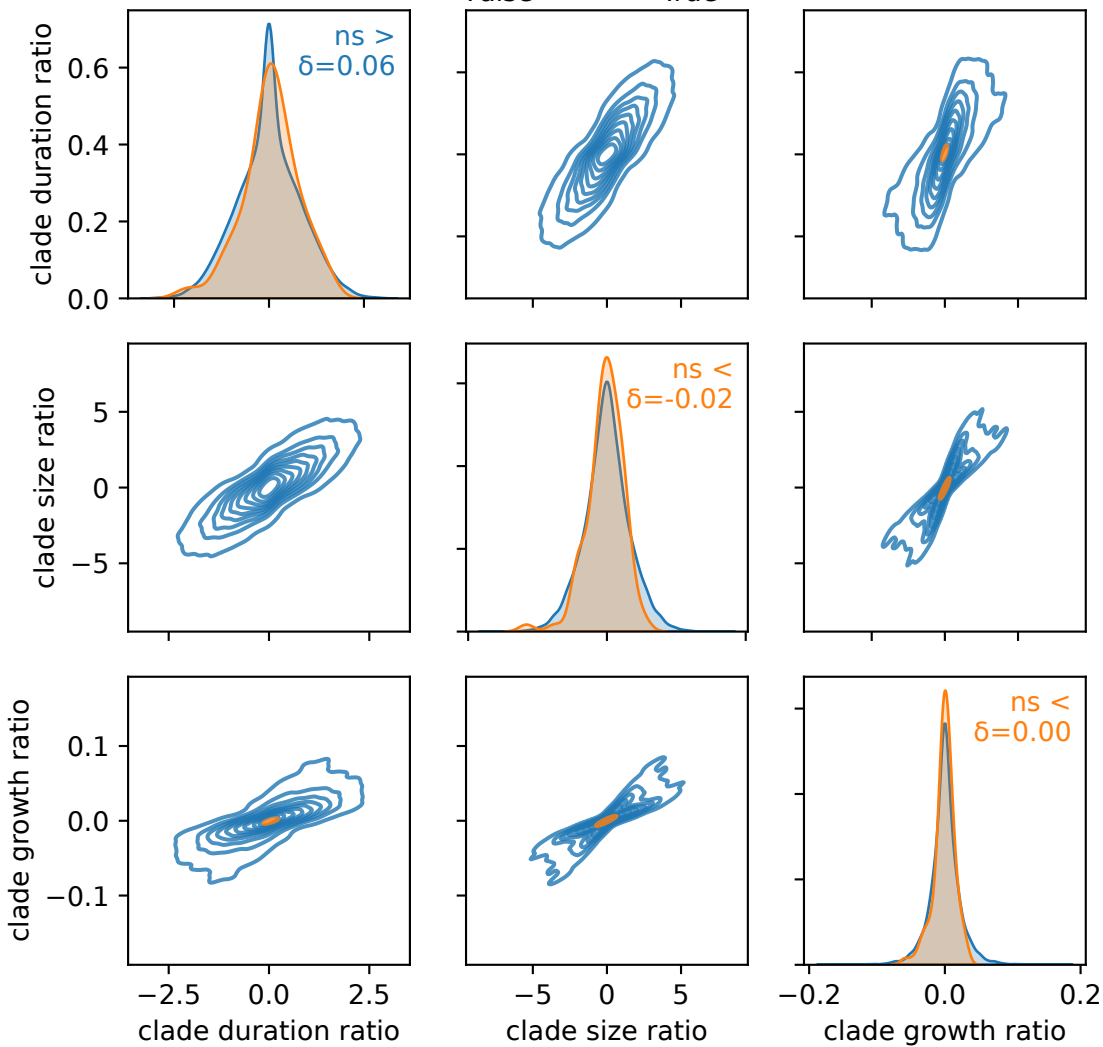 clade duration ratio
0.6
0.4
0.2
0.0
ns >
δ=0.06
clade size ratio
5
0
−5
ns <
δ=-0.02
clade growth ratio
0.1
0.0
−0.1
ns <
δ=0.00
−2.5 0.0 2.5
−5 0 5
−0.2 0.0 0.2
clade duration ratio
clade size ratio
clade growth ratio